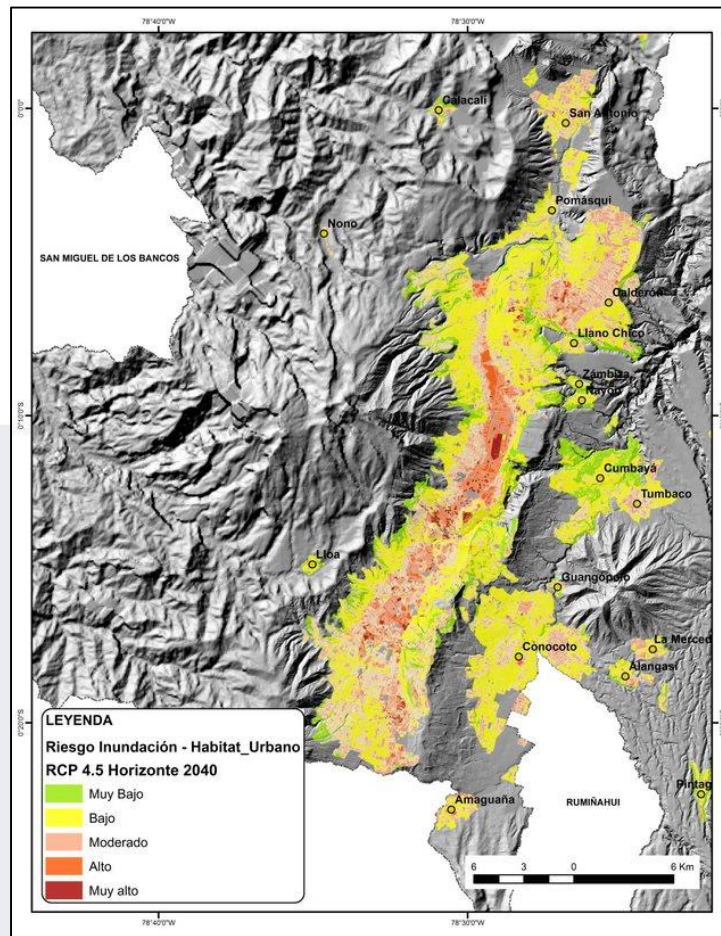 78°40'0"W 78°30'0"W
0°0'0"
Calacalí
San Antonio
Pomásqui
Nono
SAN MIGUEL DE LOS BANCOS
Calderón
Llano Chico
Zámbiza
Nayón
0°10'0"
Cumbayá
Tumbaco
Lloa
Guangopolo
La Merced
Conocoto
Alangasí
0°20'0"
LEYENDA
Riesgo Inundación - Habitat_Urbano
RCP 4.5 Horizonte 2040
Muy Bajo
Bajo
Moderado
Alto
Muy alto
Pintag
RUMIÑAHUI
Amaguaña
6 3 0 6 Km
78°40'0"W 78°30'0"W